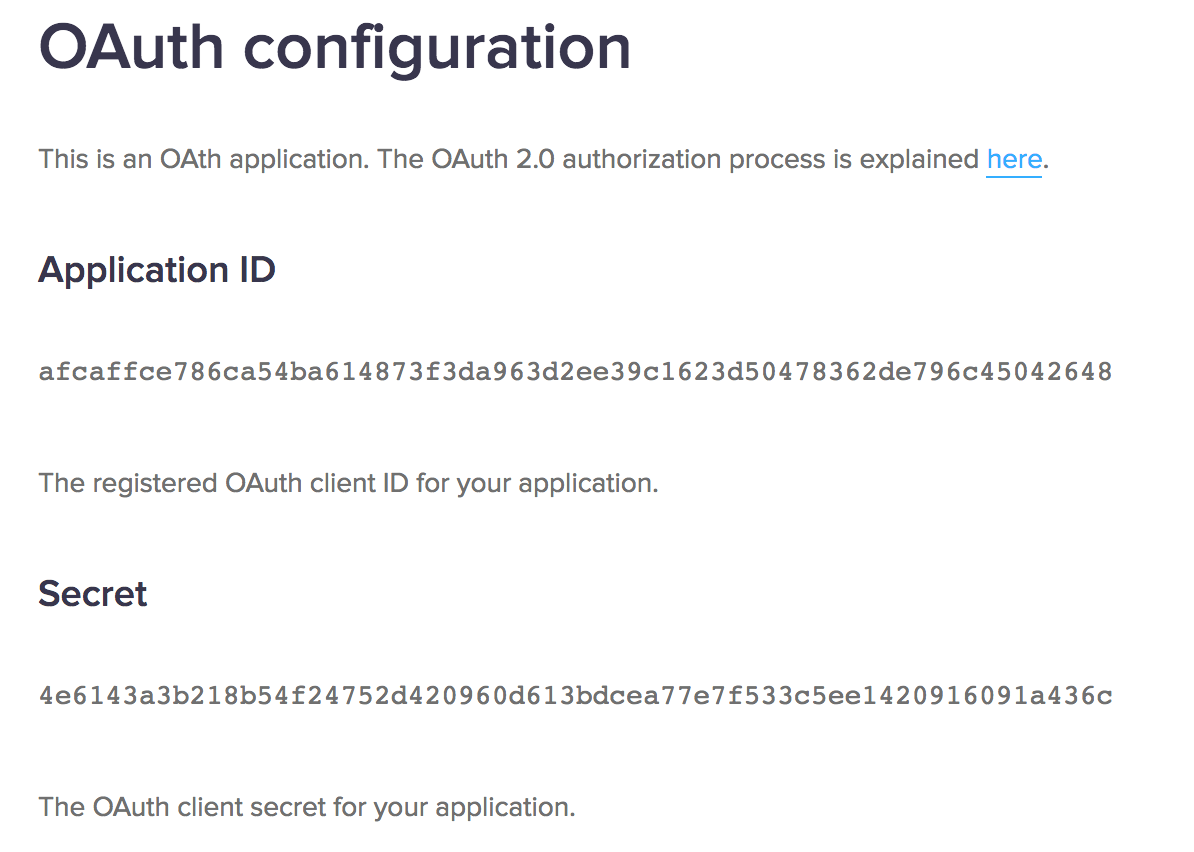 OAuth configuration
This is an OAth application. The OAuth 2.0 authorization process is explained here.
Application ID
afcaffce786ca54ba614873f3da963d2ee39c1623d50478362de796c45042648
The registered OAuth client ID for your application.
Secret
4e6143a3b218b54f24752d420960d613bdcea77e7f533c5ee1420916091a436c
The OAuth client secret for your application.